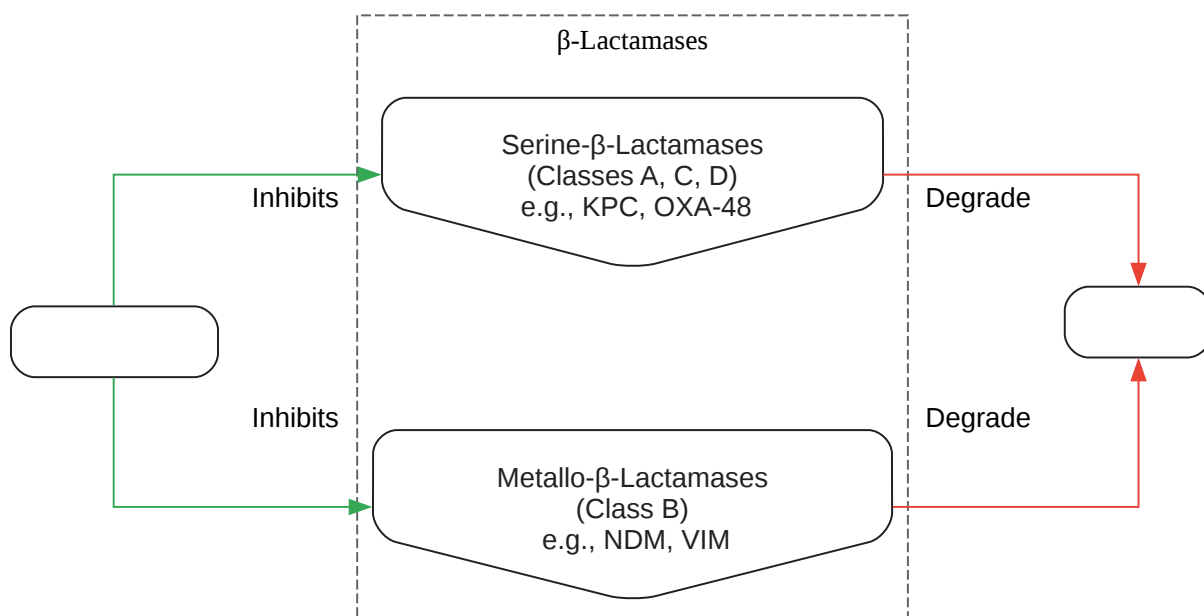 β-Lactamases
Serine-β-Lactamases
(Classes A, C, D)
e.g., KPC, OXA-48
Inhibits
Degrade
Inhibits
Degrade
Metallo-β-Lactamases
(Class B)
e.g., NDM, VIM